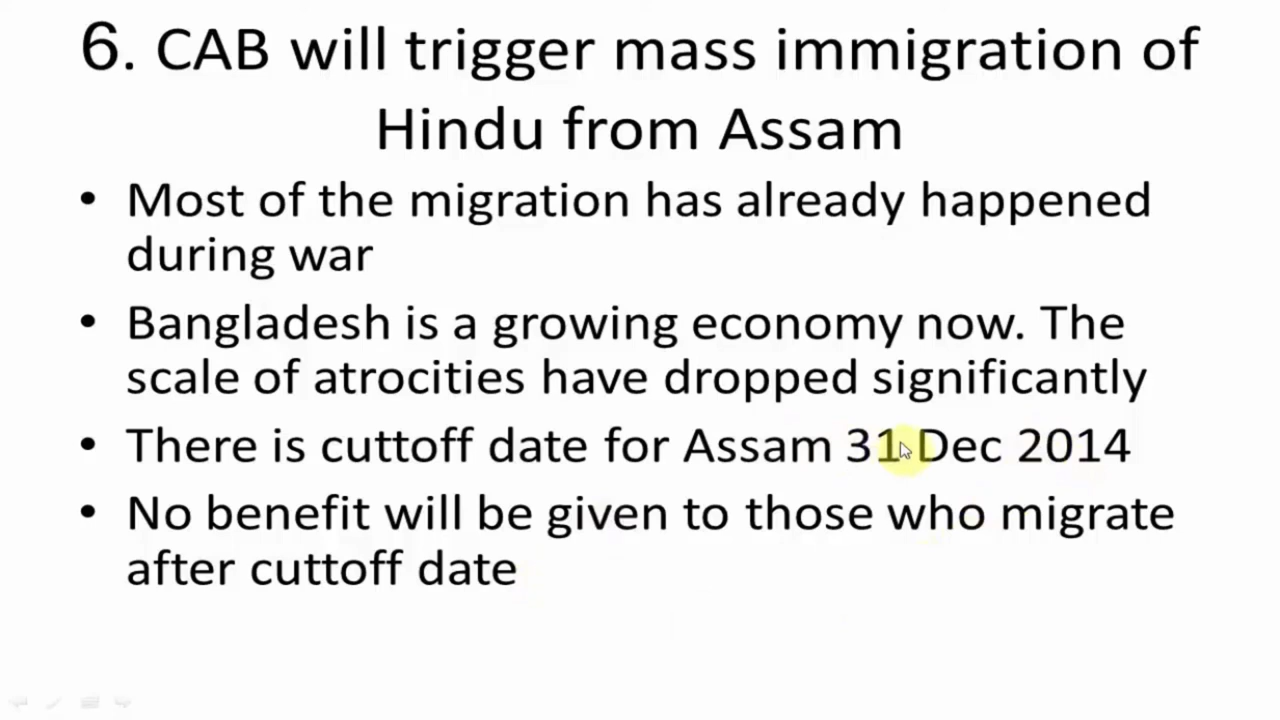 6. CAB will trigger mass immigration of
Hindu from Assam
• Most of the migration has already happened
during war
• Bangladesh is a growing economy now. The
scale of atrocities have dropped significantly
• There is cuttoff date for Assam 31 Dec 2014
• No benefit will be given to those who migrate
after cuttoff date